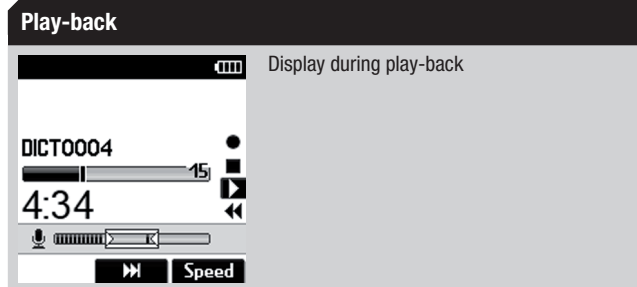 Play-back
Display during play-back
DICT0004
15
4:34
Speed